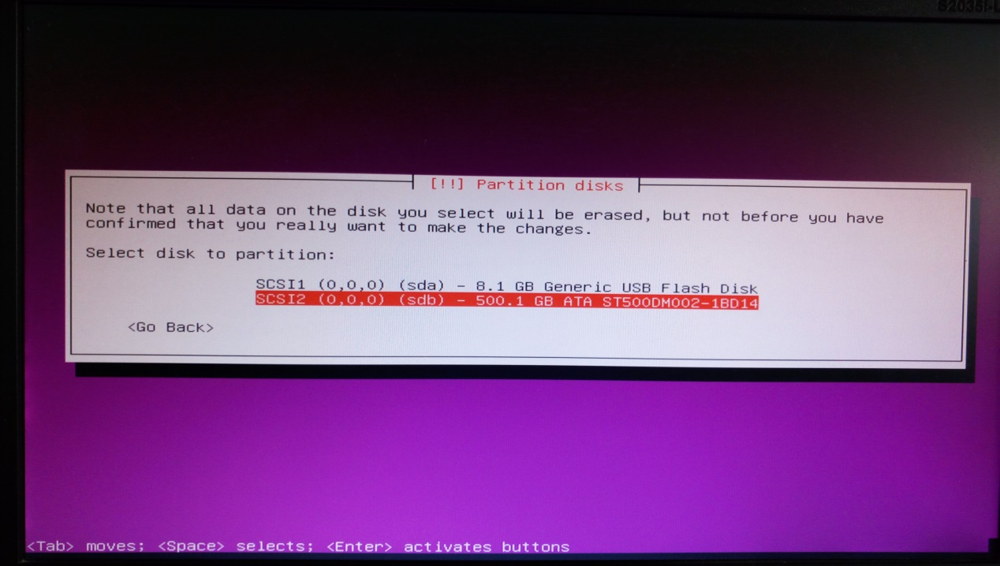 [!!] Partition disks
Note that all data on the disk you select will be erased, but not before you have
confirmed that you really want to make the changes.
Select disk to partition:
SCSI1 (0,0,0) (sda) - 8.1 GB Generic USB Flash Disk
SCSI2 (0,0,0) (sdb) - 500.1 GB ATA ST500DM002-1BD14
<Go Back>
<Tab> moves; <Space> selects; <Enter> activates buttons